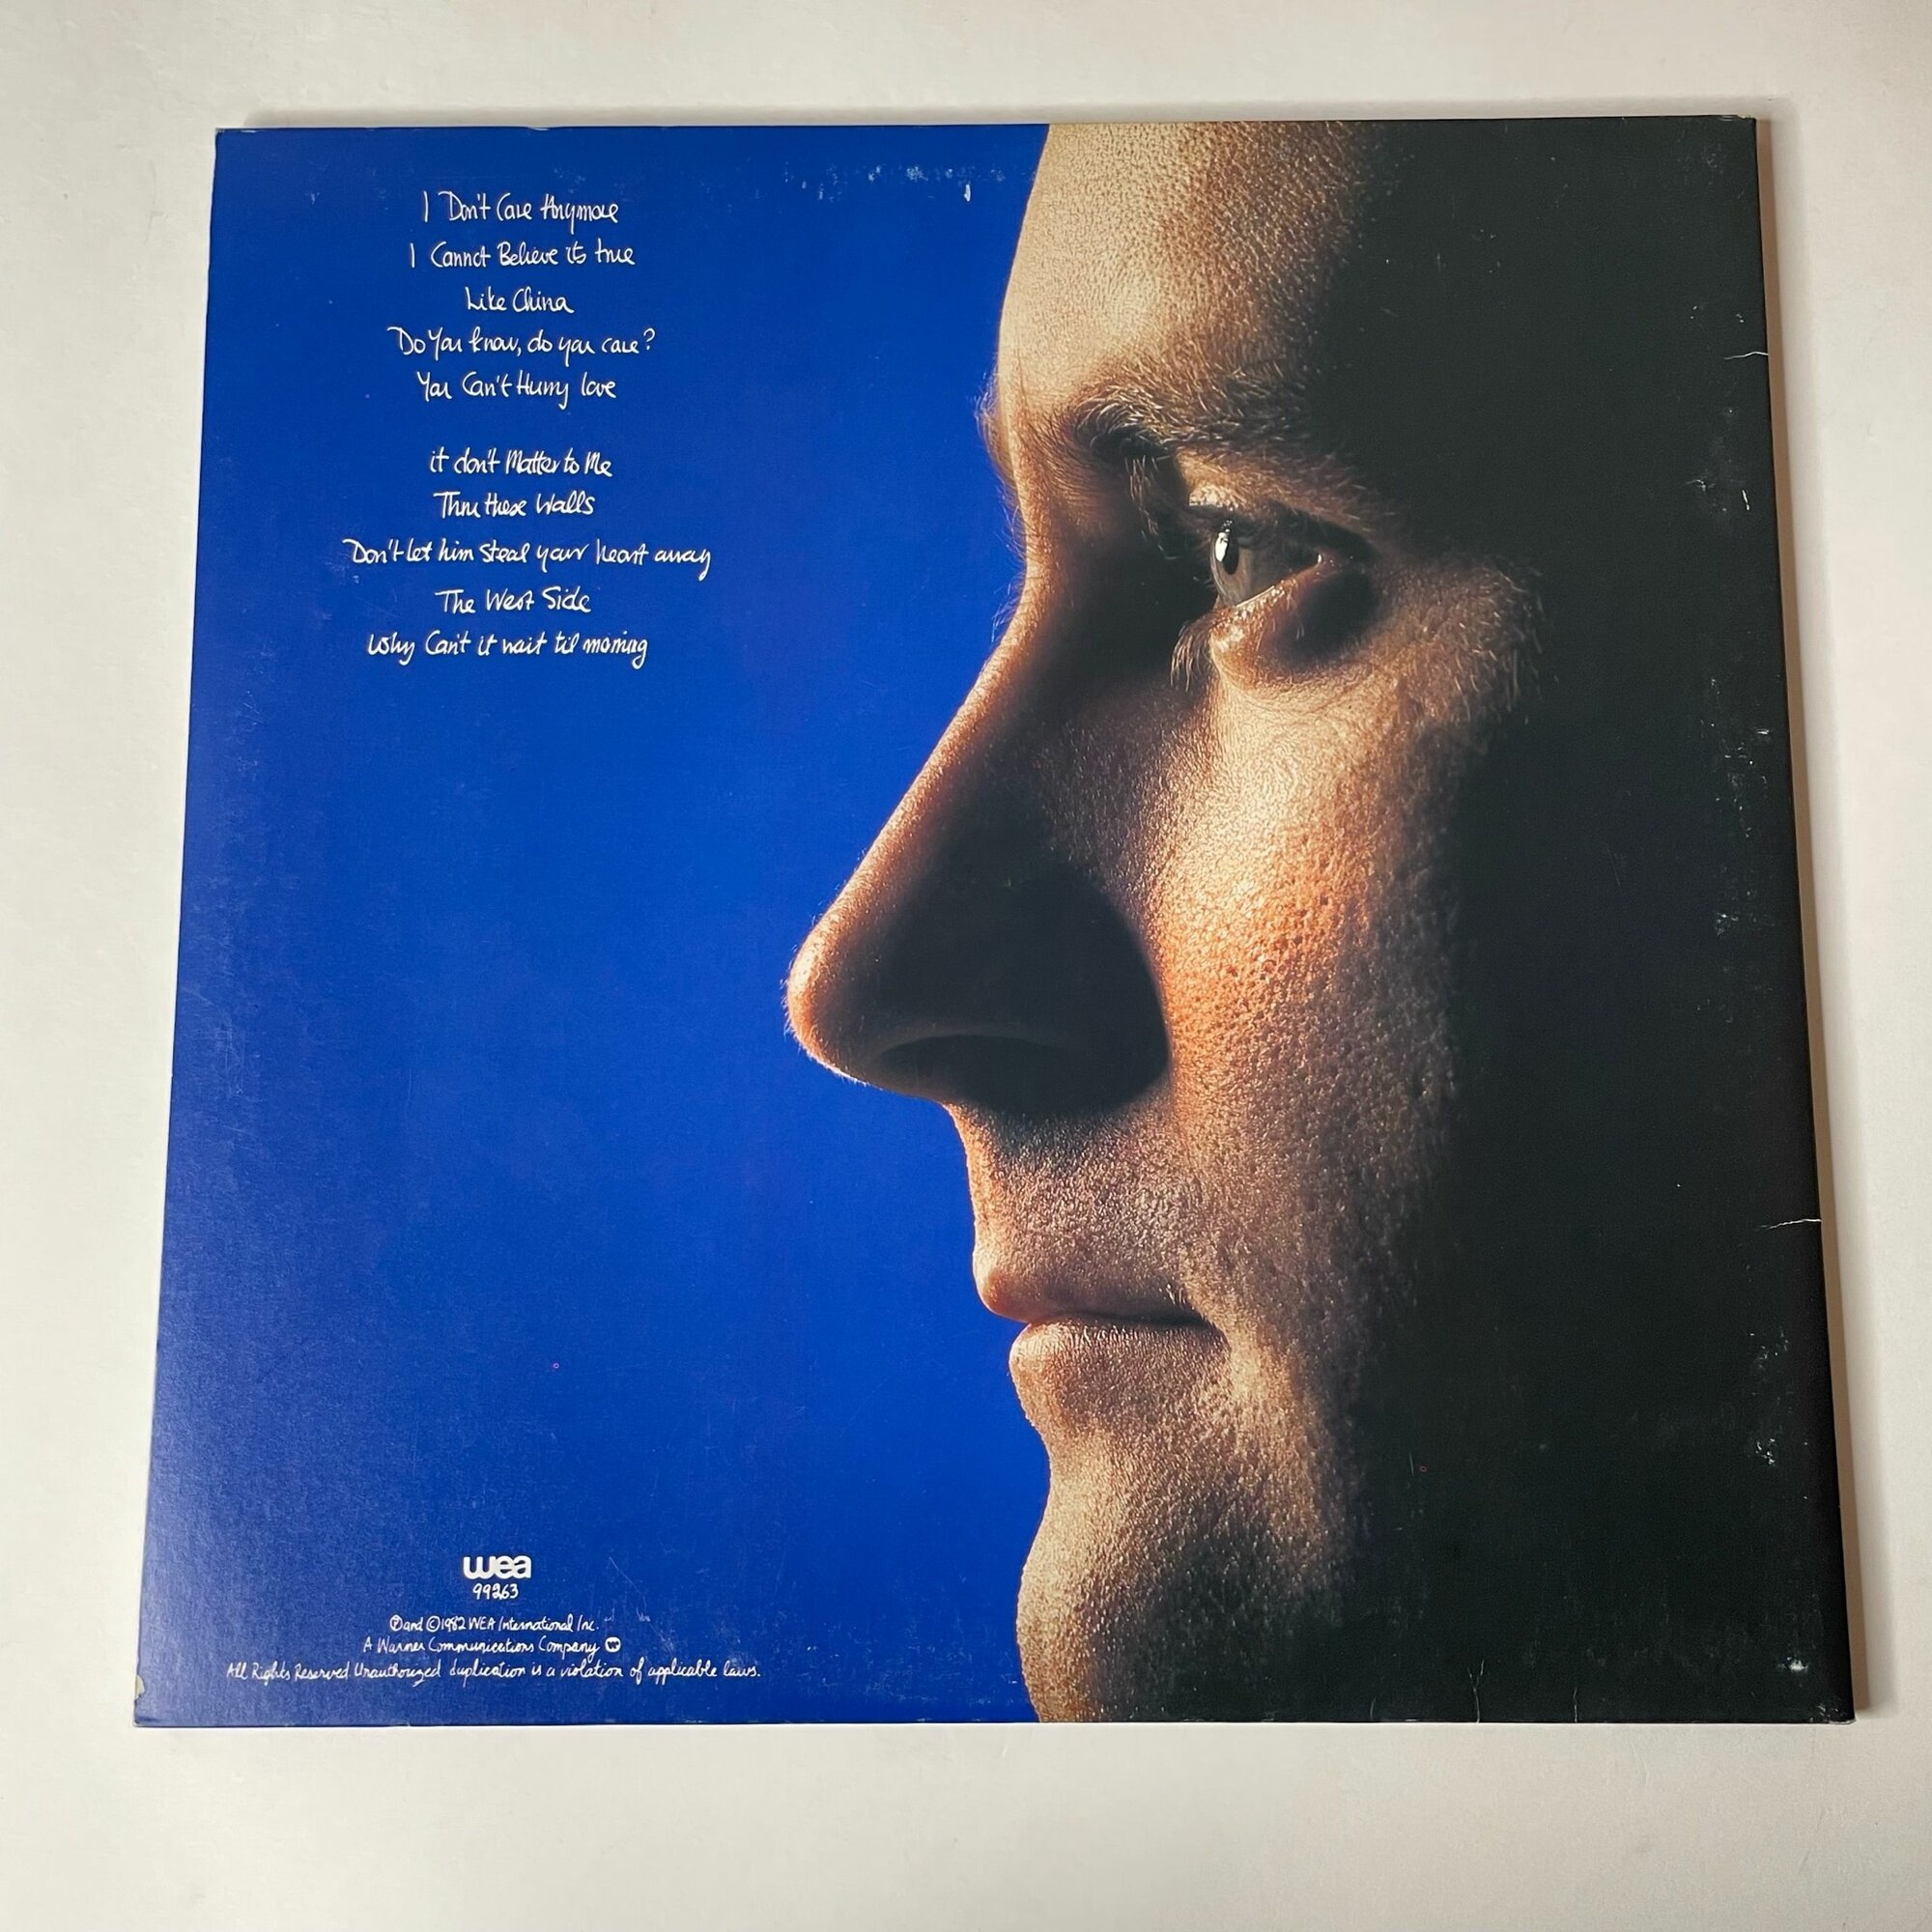 I Don't Care Anymore
I Cannot Believe it's true
Like China
Do You know, do you care?
You Can't Hurry love
it don't Matter to Me
Thru these Walls
Don't let him steal your heart away
The West Side
Why Can't it wait til morning
wea
99263
Ⓟ and ©1982 WEA International Inc.
A Warner Communications Company
All Rights Reserved Unauthorized duplication is a violation of applicable laws.